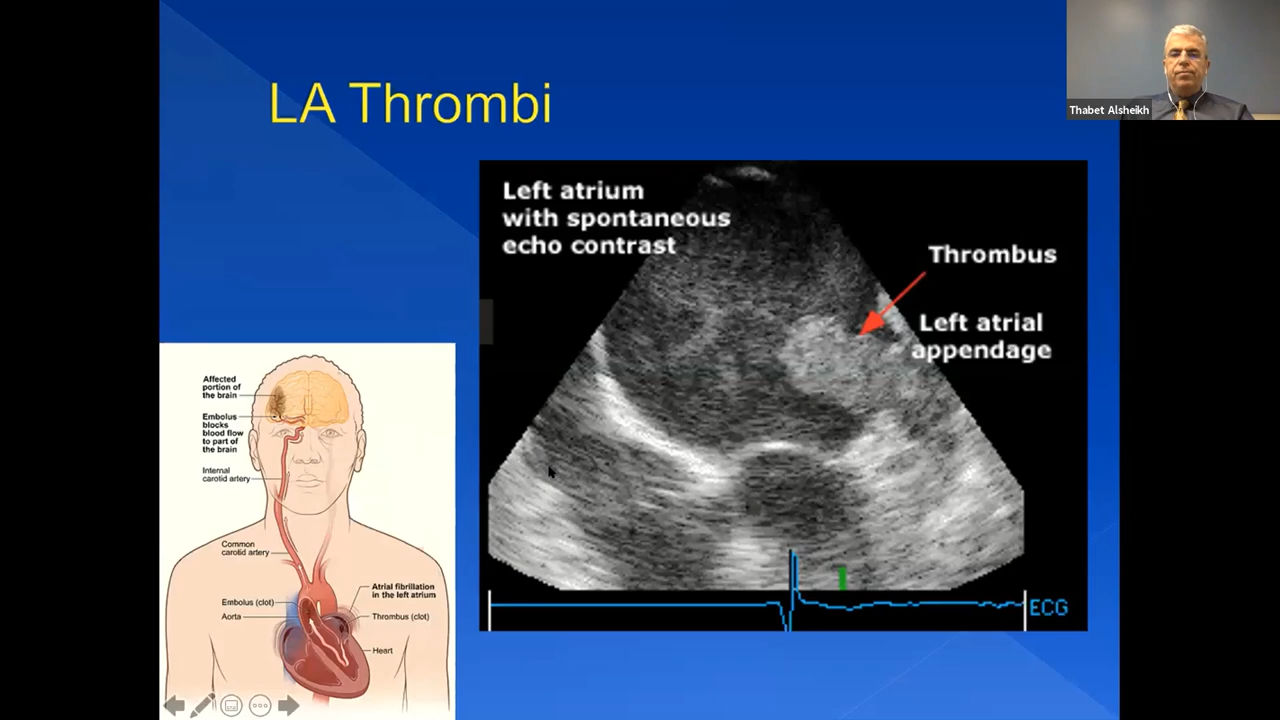 Thabet Alsheikh
LA Thrombi
Left atrium
with spontaneous
echo contrast
Thrombus
Left atrial
appendage
ECG
Affected
portion of
the brain
Embolus
blocks
blood flow
to part of
the brain
Internal
carotid artery
Common
carotid artery
Atrial fibrillation
in the left atrium
Embolus (clot)
Aorta
Thrombus (clot)
Heart